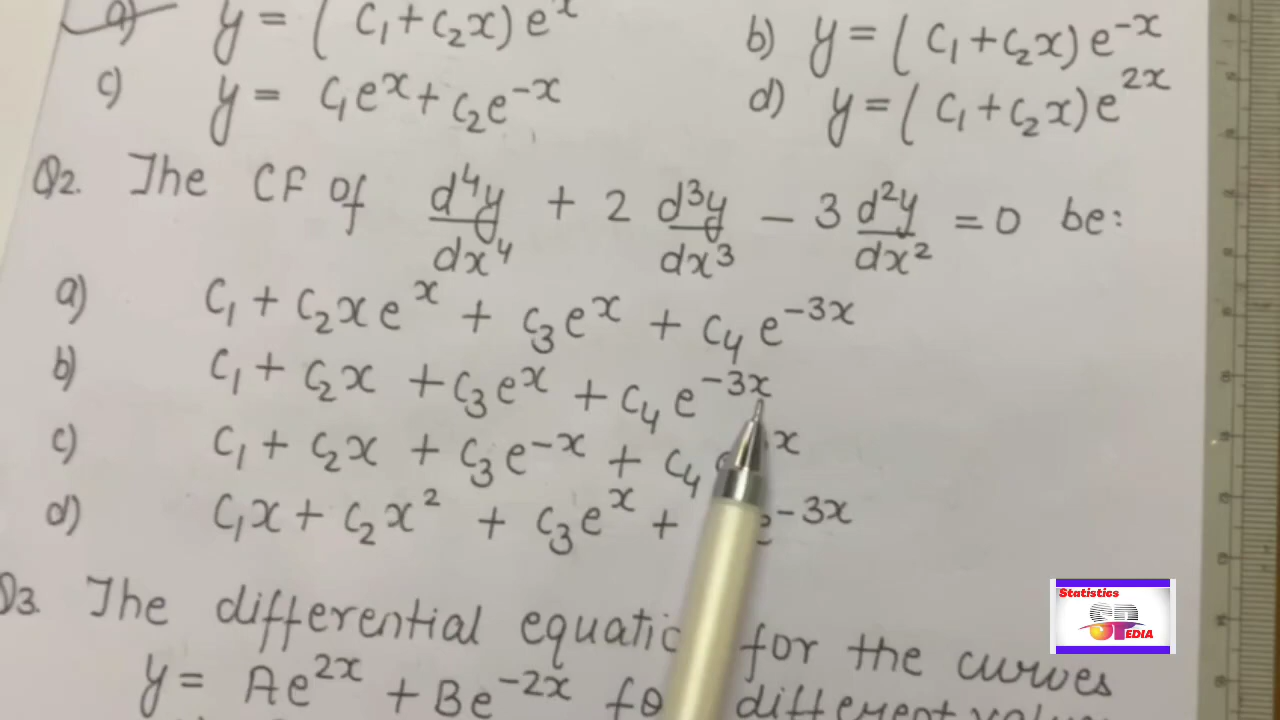 a) y = ( C₁+C₂x) eˣ b) y = ( C₁+C₂x) e⁻ˣ
c) y = C₁eˣ + C₂e⁻ˣ d) y = ( C₁+C₂x) e²ˣ
Q2. The CF of d⁴y/dx⁴ + 2 d³y/dx³ - 3 d²y/dx² = 0 be:
a) C₁ + C₂xeˣ + C₃eˣ + C₄e⁻³ˣ
b) C₁ + C₂x + C₃eˣ + C₄e⁻³ˣ
c) C₁ + C₂x + C₃e⁻ˣ + C₄ x
d) C₁x + C₂x² + C₃eˣ + e⁻³ˣ
Q3. The differential for the curves
y = Ae²ˣ + Be⁻²ˣ different
Statistics
EDIA